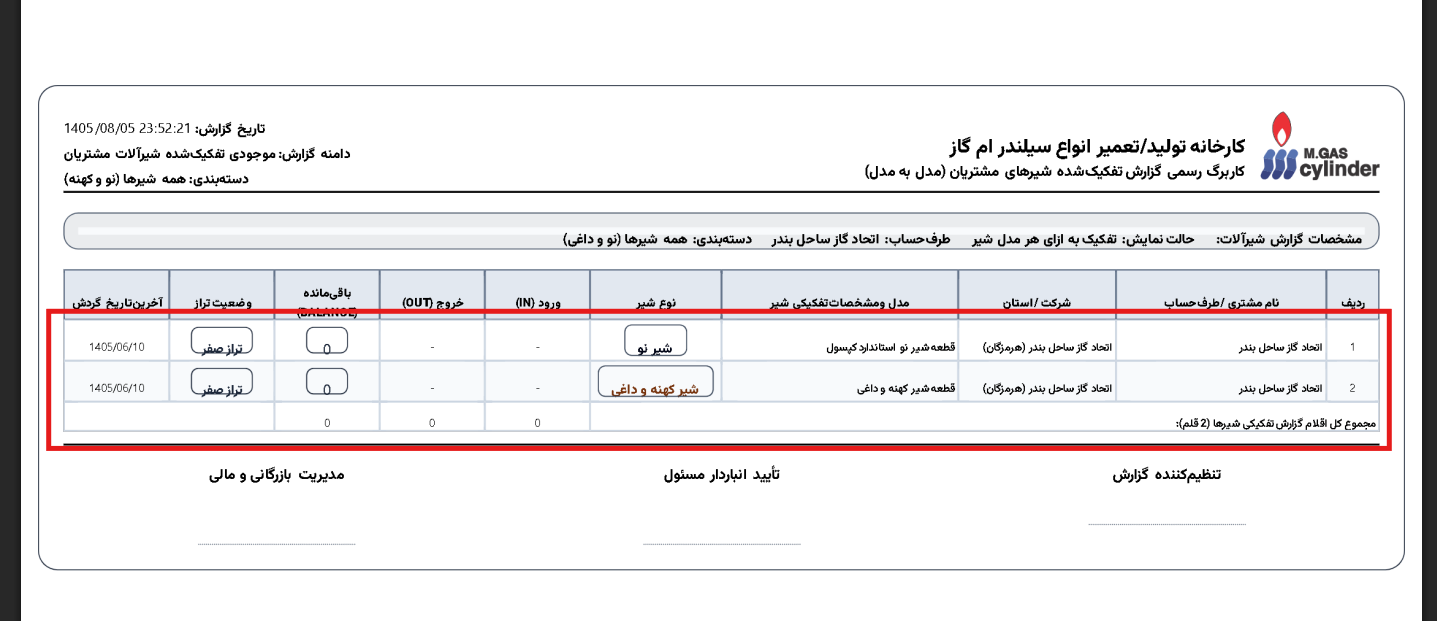 M.GAS
cylinder
کارخانه تولید/تعمیر انواع سیلندر ام گاز
کاربرگ رسمی گزارش تفکیک‌شده شیرهای مشتریان (مدل به مدل)
تاریخ گزارش: 1405/08/05 23:52:21
دامنه گزارش: موجودی تفکیک‌شده شیرآلات مشتریان
دسته‌بندی: همه شیرها (نو و کهنه)
مشخصات گزارش شیرآلات: حالت نمایش: تفکیک به ازای هر مدل شیر طرف‌حساب: اتحاد گاز ساحل بندر دسته‌بندی: همه شیرها (نو و داغی)
ردیف نام مشتری / طرف‌حساب شرکت / استان مدل ومشخصات‌تفکیکی شیر نوع شیر ورود (IN) خروج (OUT) باقی‌مانده (BALANCE) وضعیت‌تراز آخرین‌تاریخ گردش
1 اتحاد گاز ساحل بندر اتحاد گاز ساحل بندر (هرمزگان) قطعه شیر نو استاندارد کپسول شیر نو - - 0 تراز صفر 1405/06/10
2 اتحاد گاز ساحل بندر اتحاد گاز ساحل بندر (هرمزگان) قطعه شیر کهنه و داغی شیر کهنه و داغی - - 0 تراز صفر 1405/06/10
مجموع کل اقلام گزارش تفکیکی شیرها (2 قلم): 0 0 0
تنظیم‌کننده گزارش تأیید انباردار مسئول مدیریت بازرگانی و مالی